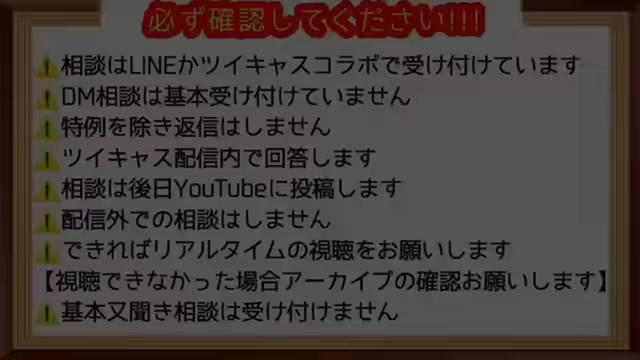 必ず確認してください!!!
相談はLINEかツイキャスコラボで受け付けています
DM相談は基本受け付けていません
特例を除き返信はしません
ツイキャス配信内で回答します
相談は後日YouTubeに投稿します
配信外での相談はしません
できればリアルタイムの視聴をお願いします
【視聴できなかった場合アーカイブの確認お願いします】
基本又聞き相談は受け付けません